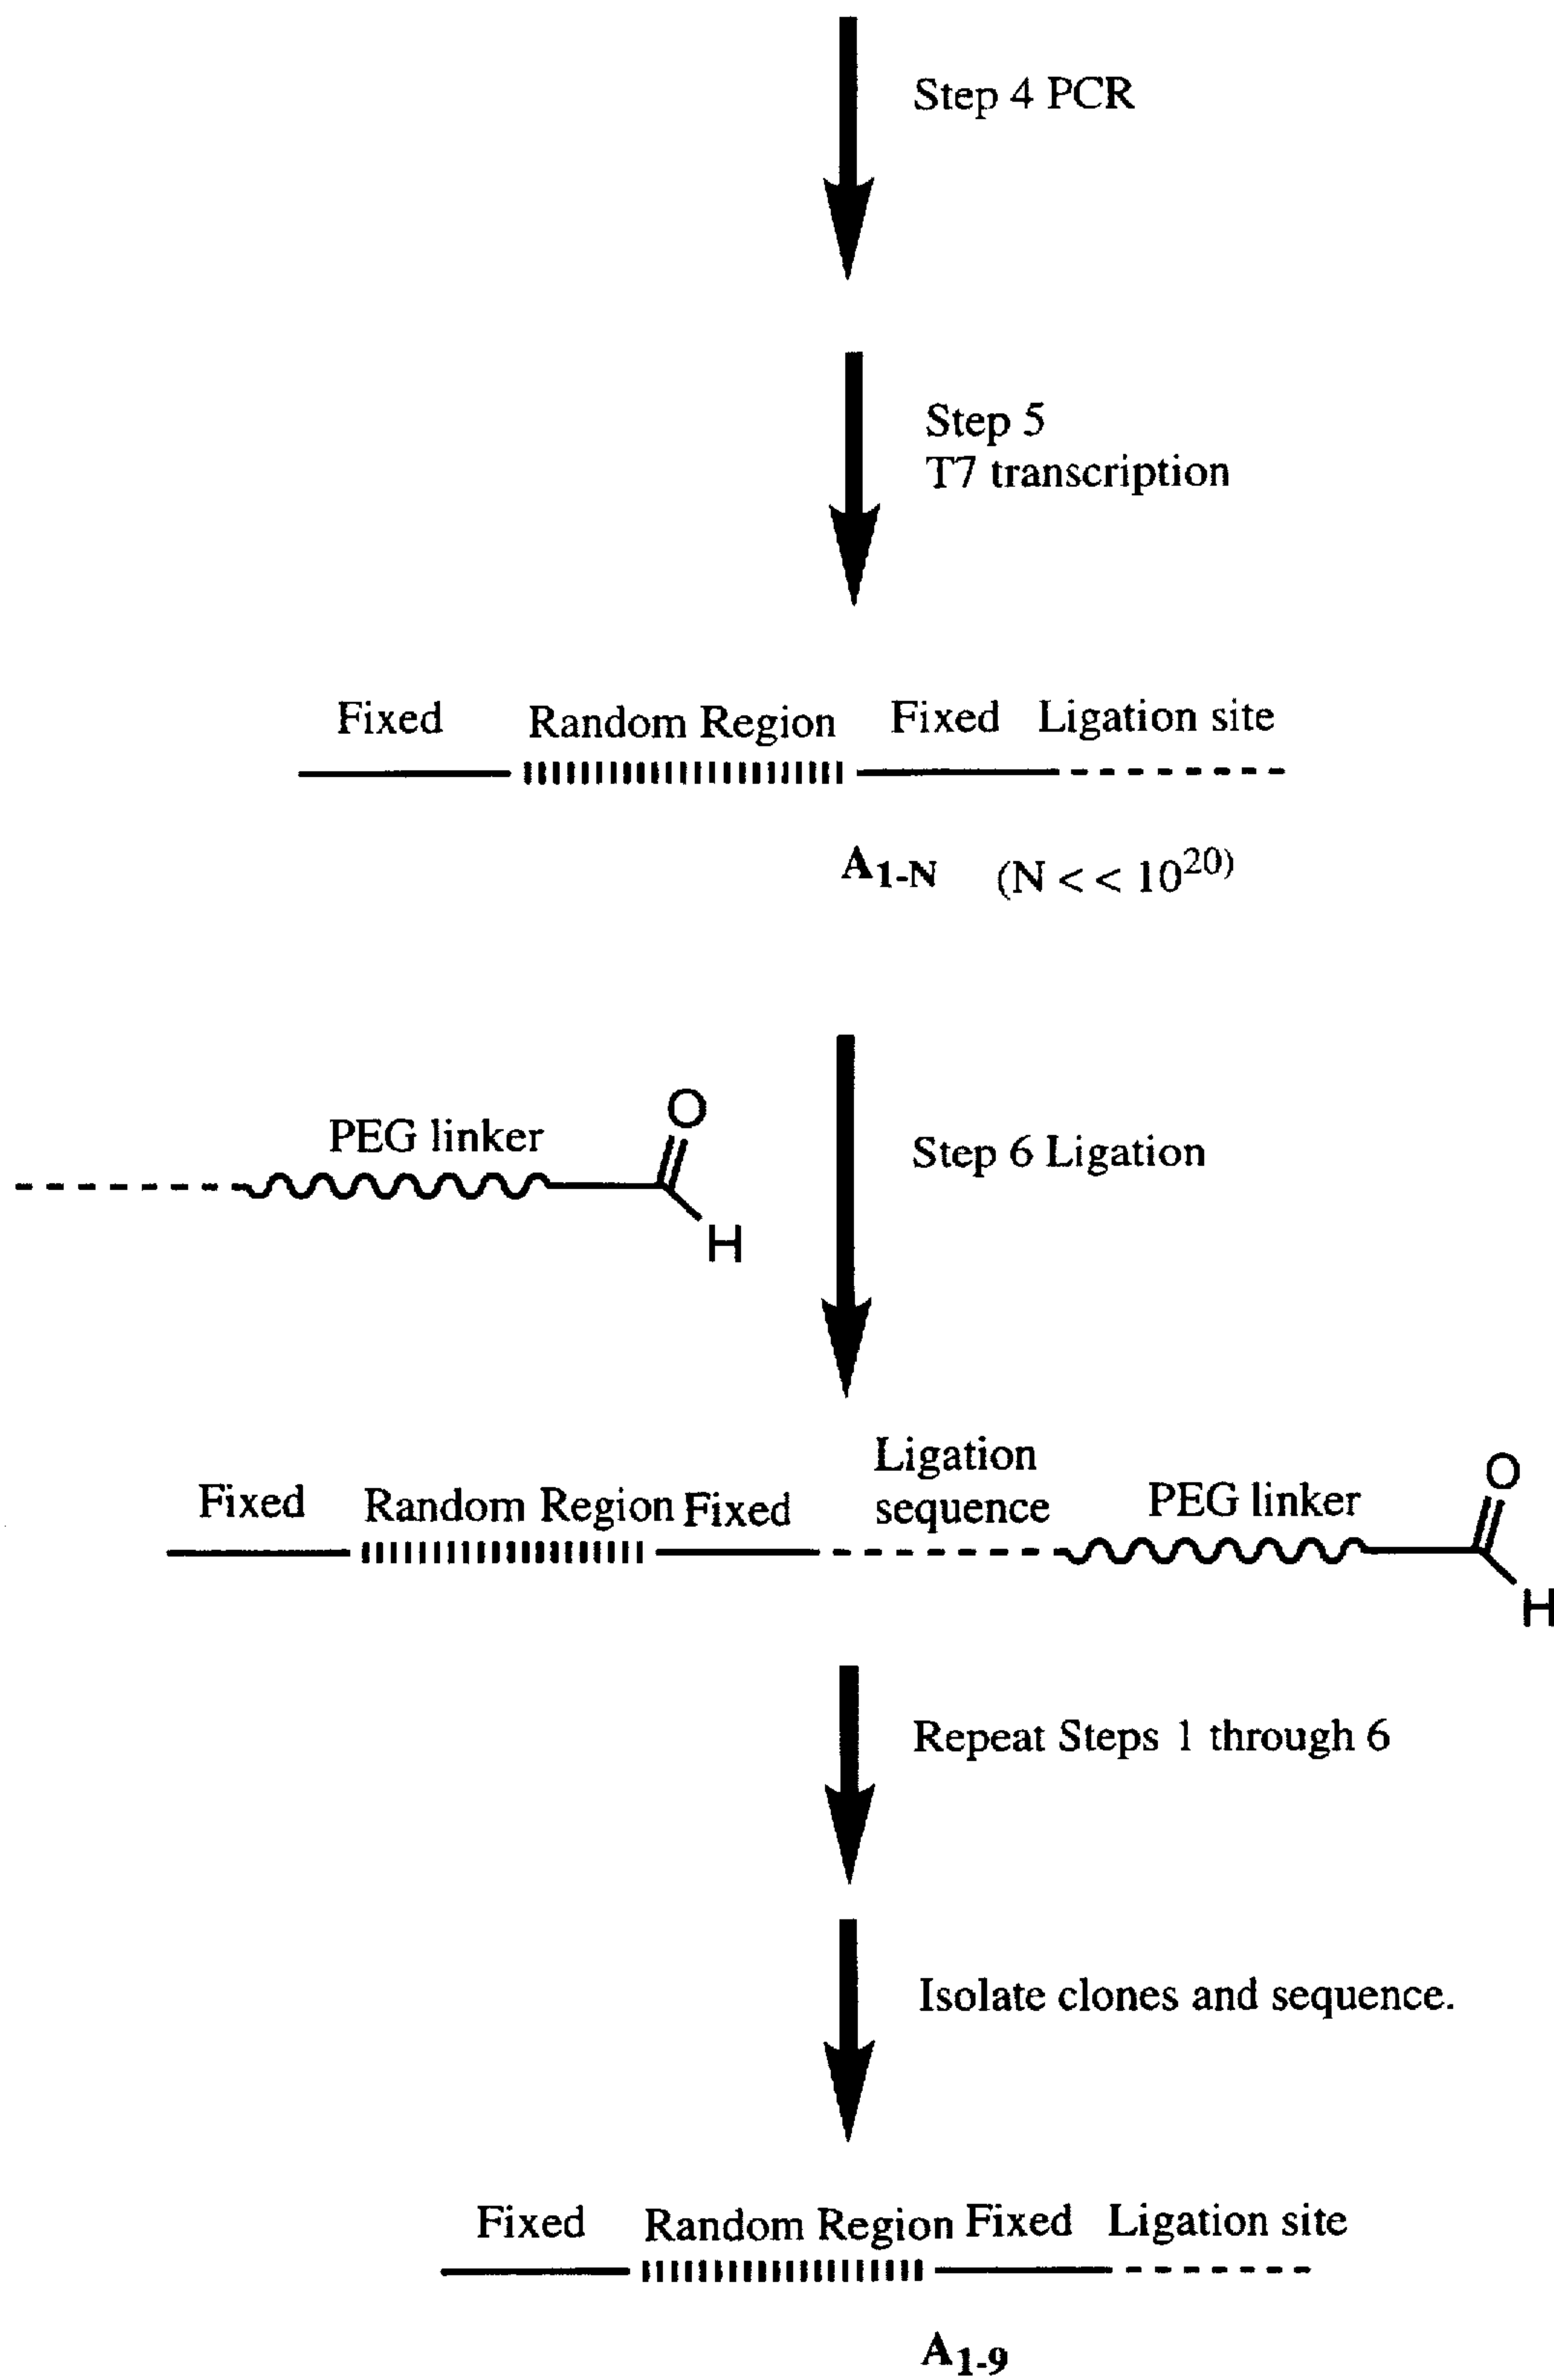 Step 4 PCR
Step 5
T7 transcription
Fixed Random Region Fixed Ligation site
A1-N (N < < 10^20)
PEG linker
O
H
Step 6 Ligation
Fixed Random Region Fixed Ligation
sequence PEG linker
O
H
Repeat Steps 1 through 6
Isolate clones and sequence.
Fixed Random Region Fixed Ligation site
A1-9